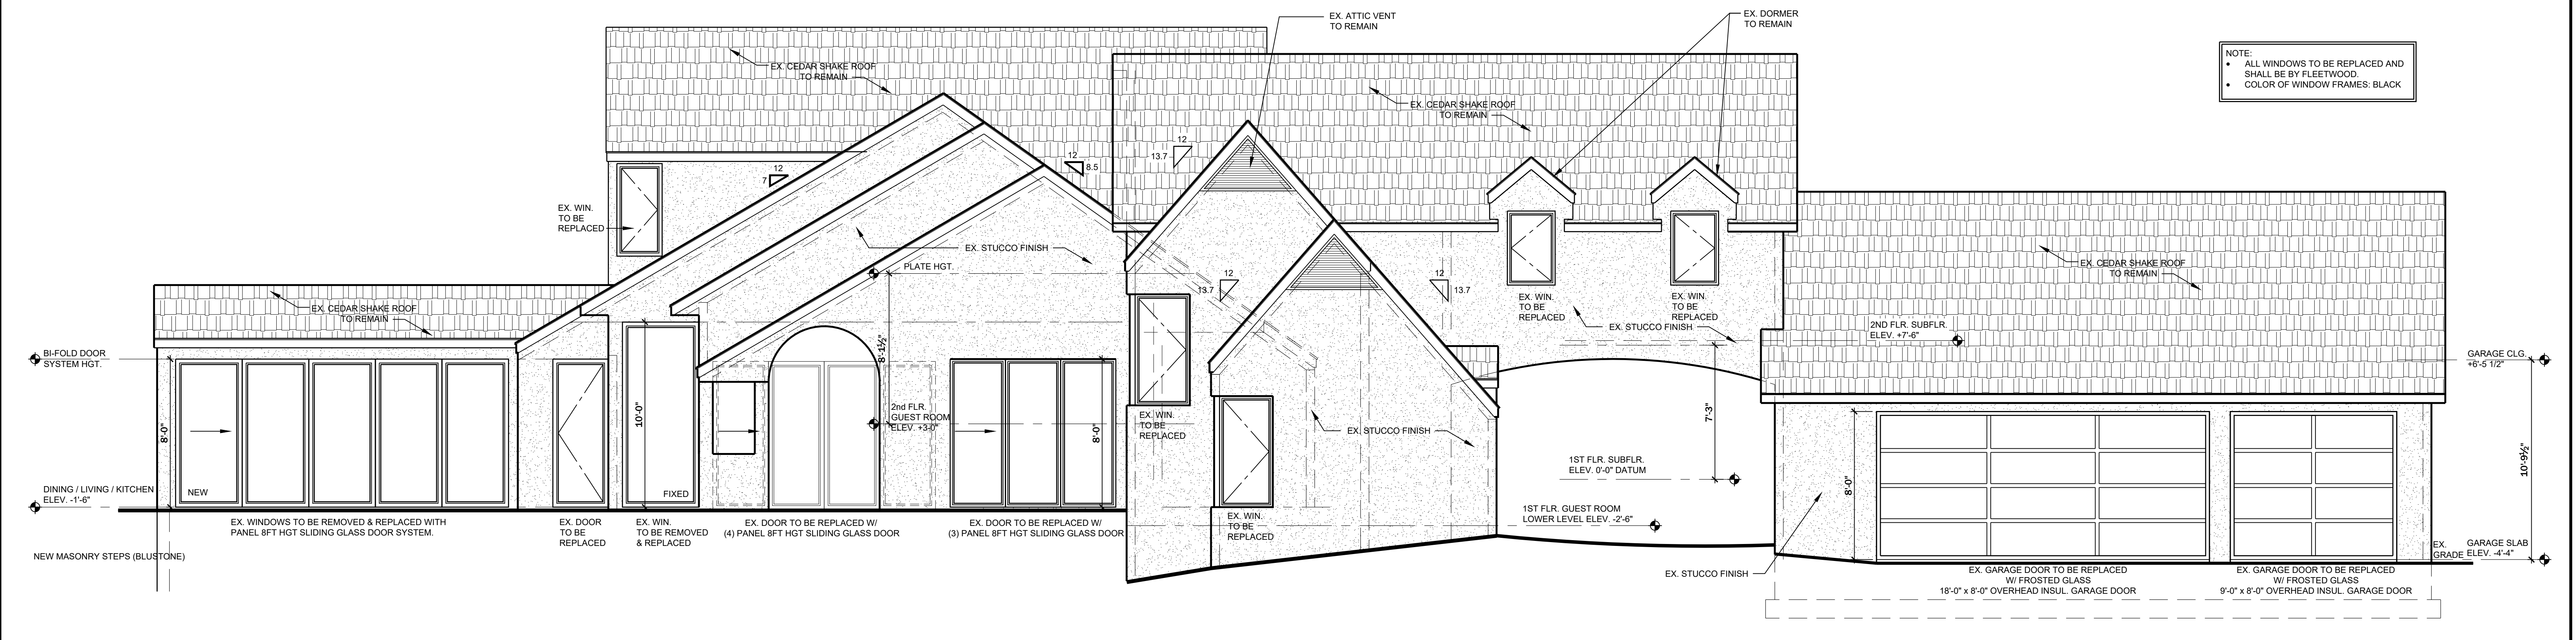 EX. ATTIC VENT
TO REMAIN
EX. DORMER
TO REMAIN
NOTE:
• ALL WINDOWS TO BE REPLACED AND
SHALL BE BY FLEETWOOD.
• COLOR OF WINDOW FRAMES: BLACK
EX. CEDAR SHAKE ROOF
TO REMAIN
EX. CEDAR SHAKE ROOF
TO REMAIN
12
7
12
8.5
12
13.7
EX. WIN.
TO BE
REPLACED
EX. STUCCO FINISH
PLATE HGT.
12
13.7
12
13.7
EX. WIN.
TO BE
REPLACED
EX. WIN.
TO BE
REPLACED
EX. STUCCO FINISH
EX. CEDAR SHAKE ROOF
TO REMAIN
EX. CEDAR SHAKE ROOF
TO REMAIN
2ND FLR. SUBFLR.
ELEV. +7'-6"
BI-FOLD DOOR
SYSTEM HGT.
GARAGE CLG.
+6'-5 1/2"
8'-1½"
8'-0"
10'-0"
2nd FLR.
GUEST ROOM
ELEV. +3-0"
8'-0"
EX. WIN.
TO BE
REPLACED
EX. STUCCO FINISH
7'-3"
1ST FLR. SUBFLR.
ELEV. 0'-0" DATUM
8'-0"
10'-9½"
DINING / LIVING / KITCHEN
ELEV. -1'-6"
NEW
FIXED
1ST FLR. GUEST ROOM
LOWER LEVEL ELEV. -2'-6"
EX. WINDOWS TO BE REMOVED & REPLACED WITH
PANEL 8FT HGT SLIDING GLASS DOOR SYSTEM.
EX. DOOR
TO BE
REPLACED
EX. WIN.
TO BE REMOVED
& REPLACED
EX. DOOR TO BE REPLACED W/
(4) PANEL 8FT HGT SLIDING GLASS DOOR
EX. DOOR TO BE REPLACED W/
(3) PANEL 8FT HGT SLIDING GLASS DOOR
EX. WIN.
TO BE
REPLACED
NEW MASONRY STEPS (BLUSTONE)
EX. STUCCO FINISH
EX. GARAGE DOOR TO BE REPLACED
W/ FROSTED GLASS
18'-0" x 8'-0" OVERHEAD INSUL. GARAGE DOOR
EX. GARAGE DOOR TO BE REPLACED
W/ FROSTED GLASS
9'-0" x 8'-0" OVERHEAD INSUL. GARAGE DOOR
EX.
GRADE
GARAGE SLAB
ELEV. -4'-4"